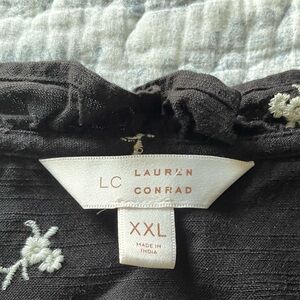 LC LAUREN
CONRAD
XXL
MADE IN
INDIA